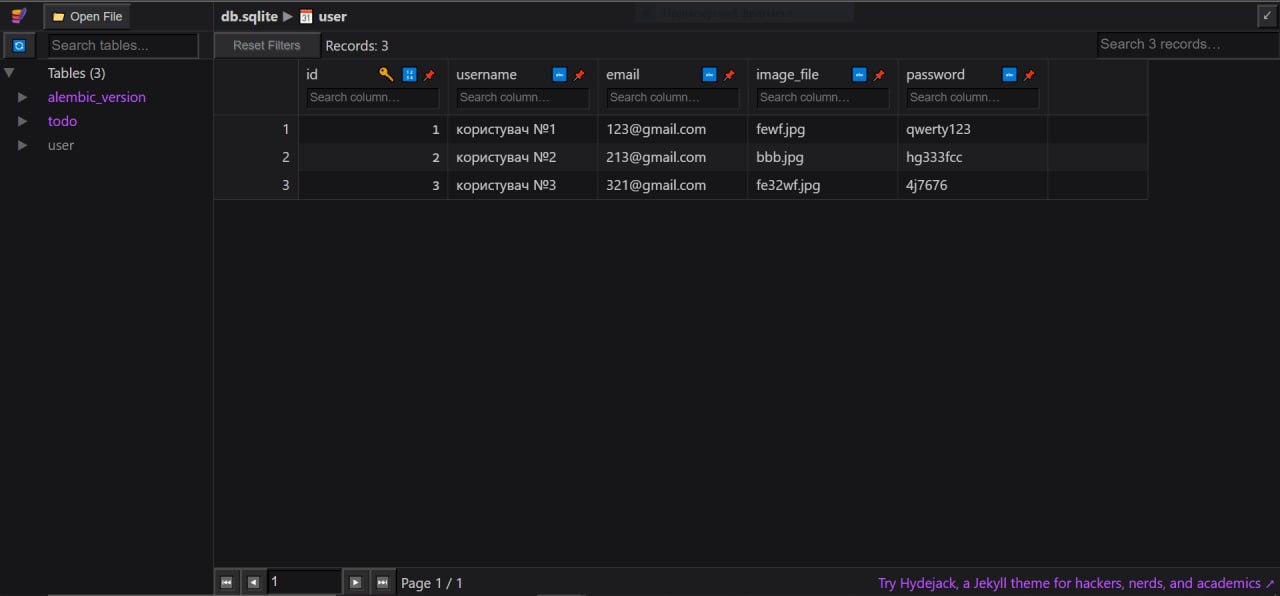 Open File
db.sqlite ▶ user
Search tables...
Reset Filters
Records: 3
Search 3 records…
Tables (3)
alembic_version
todo
user
id username email image_file password
Search column… Search column… Search column… Search column… Search column…
1 1 користувач №1 123@gmail.com fewf.jpg qwerty123
2 2 користувач №2 213@gmail.com bbb.jpg hg333fcc
3 3 користувач №3 321@gmail.com fe32wf.jpg 4j7676
1 Page 1 / 1
Try Hydejack, a Jekyll theme for hackers, nerds, and academics ↗